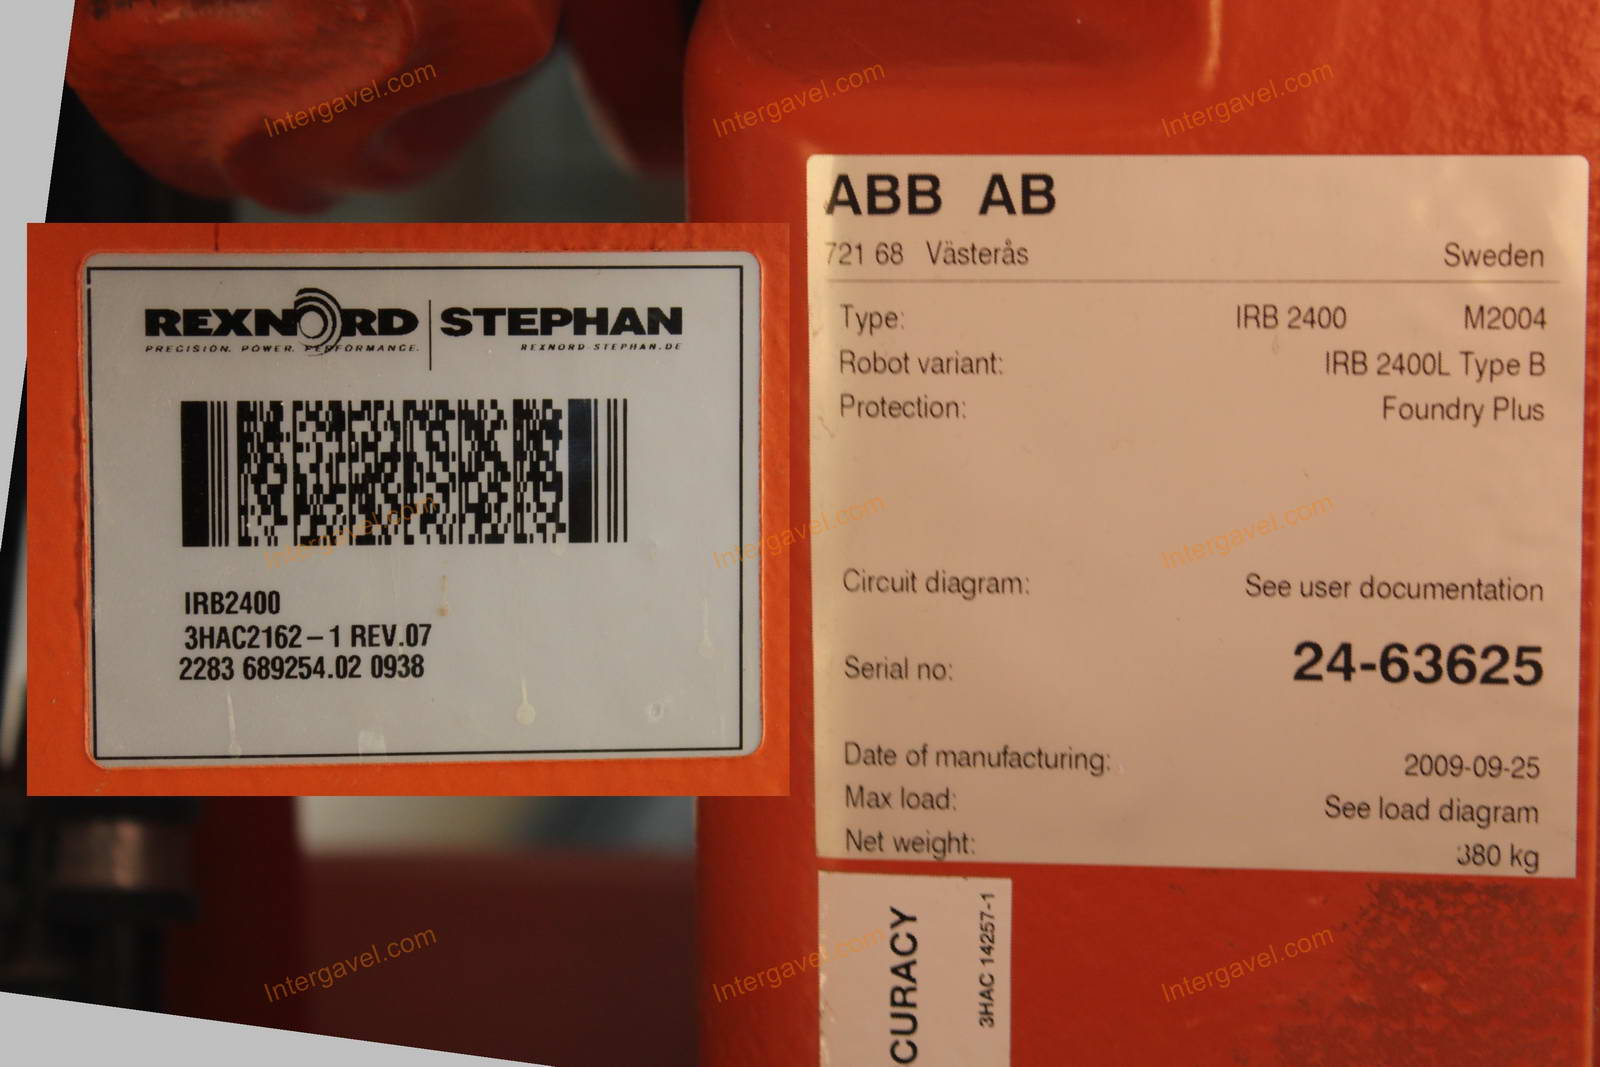 REXNORD STEPHAN
PRECISION. POWER. PERFORMANCE. REXNORD-STEPHAN.DE
IRB2400
3HAC2162-1 REV.07
2283 689254.02 0938
ABB AB
721 68 Västerås Sweden
Type: IRB 2400 M2004
Robot variant: IRB 2400L Type B
Protection: Foundry Plus
Circuit diagram: See user documentation
Serial no: 24-63625
Date of manufacturing: 2009-09-25
Max load: See load diagram
Net weight: 380 kg
CURACY
3HAC 14257-1
Intergavel.com
Intergavel.com
Intergavel.com
Intergavel.com
Intergavel.com
Intergavel.com
Intergavel.com
Intergavel.com
Intergavel.com